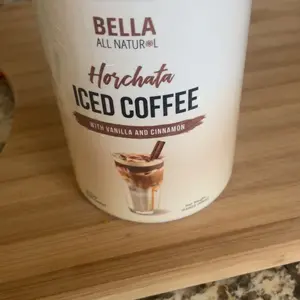 BELLA
ALL NATURAL
Horchata
ICED COFFEE
WITH VANILLA AND CINNAMON